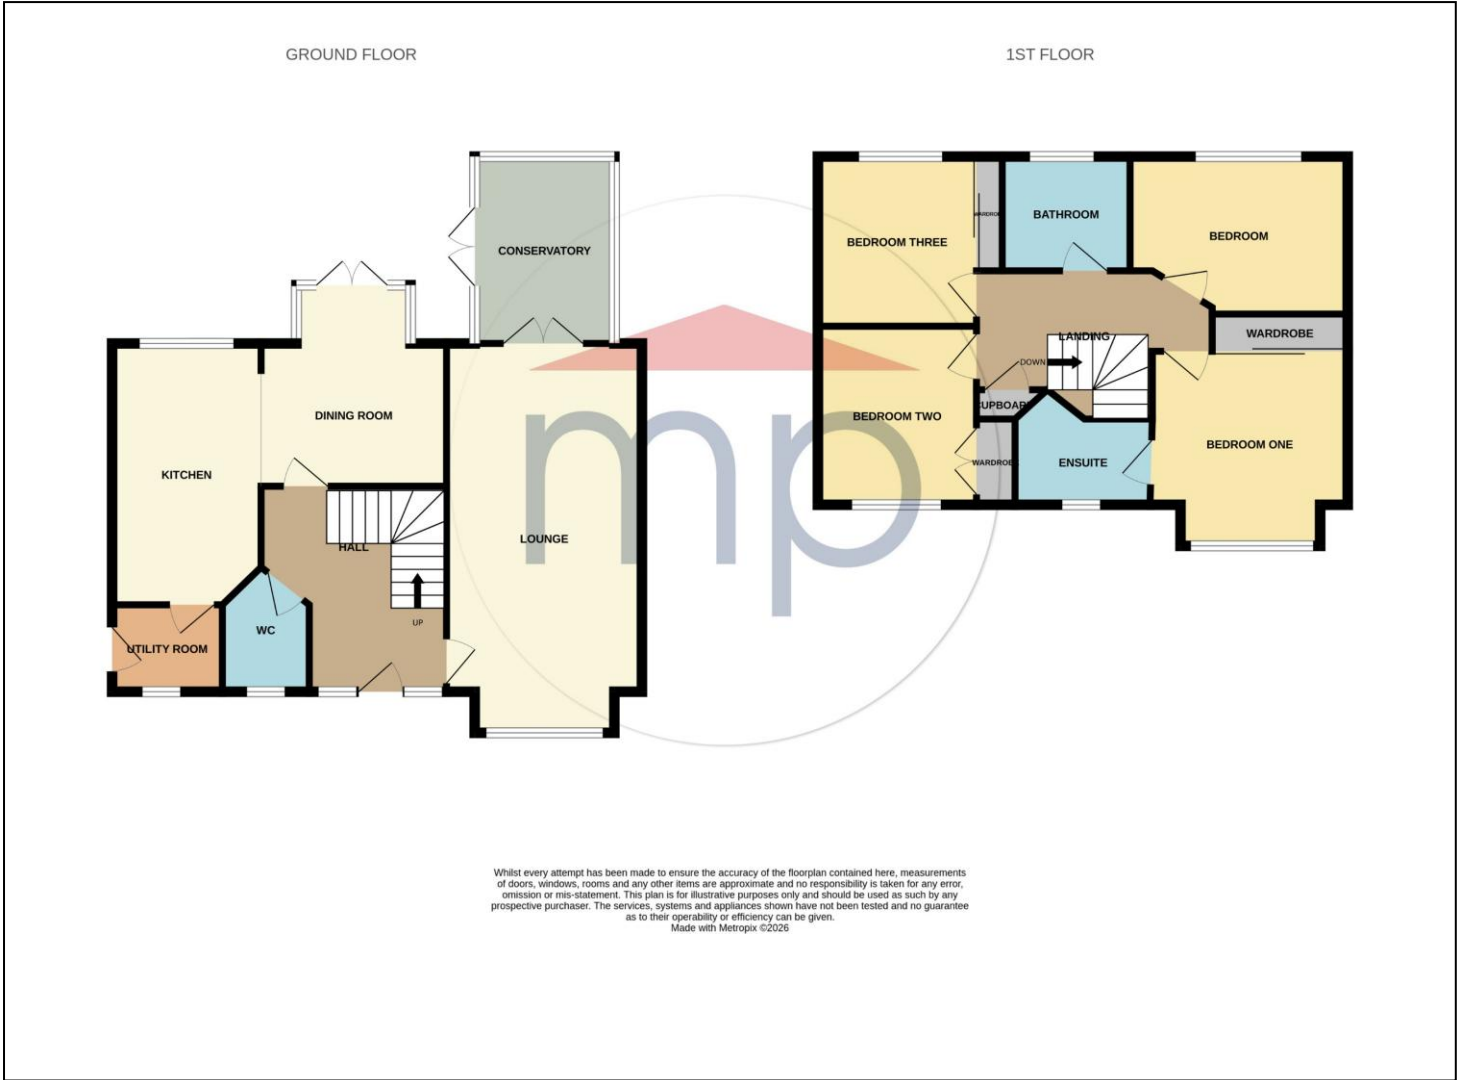 GROUND FLOOR
1ST FLOOR
CONSERVATORY
DINING ROOM
KITCHEN
LOUNGE
HALL
UP
WC
UTILITY ROOM
BEDROOM THREE
BATHROOM
BEDROOM
LANDING
DOWN
WARDROBE
BEDROOM TWO
BEDROOM ONE
ENSUITE
mp
Whilst every attempt has been made to ensure the accuracy of the floorplan contained here, measurements
of doors, windows, rooms and any other items are approximate and no responsibility is taken for any error,
omission or mis-statement. This plan is for illustrative purposes only and should be used as such by any
prospective purchaser. The services, systems and appliances shown have not been tested and no guarantee
as to their operability or efficiency can be given.
Made with Metropix ©2026